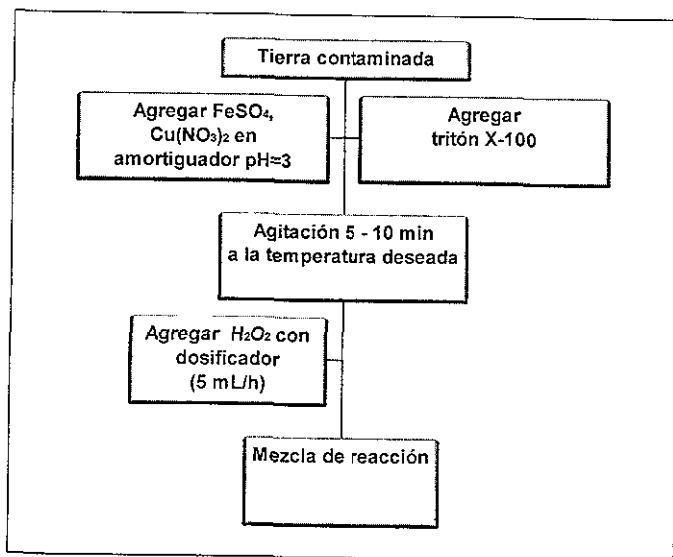 Tierra contaminada
Agregar FeSO₄,
Cu(NO₃)₂ en
amortiguador pH=3
Agregar
tritón X-100
Agitación 5 - 10 min
a la temperatura deseada
Agregar H₂O₂ con
dosificador
(5 mL/h)
Mezcla de reacción